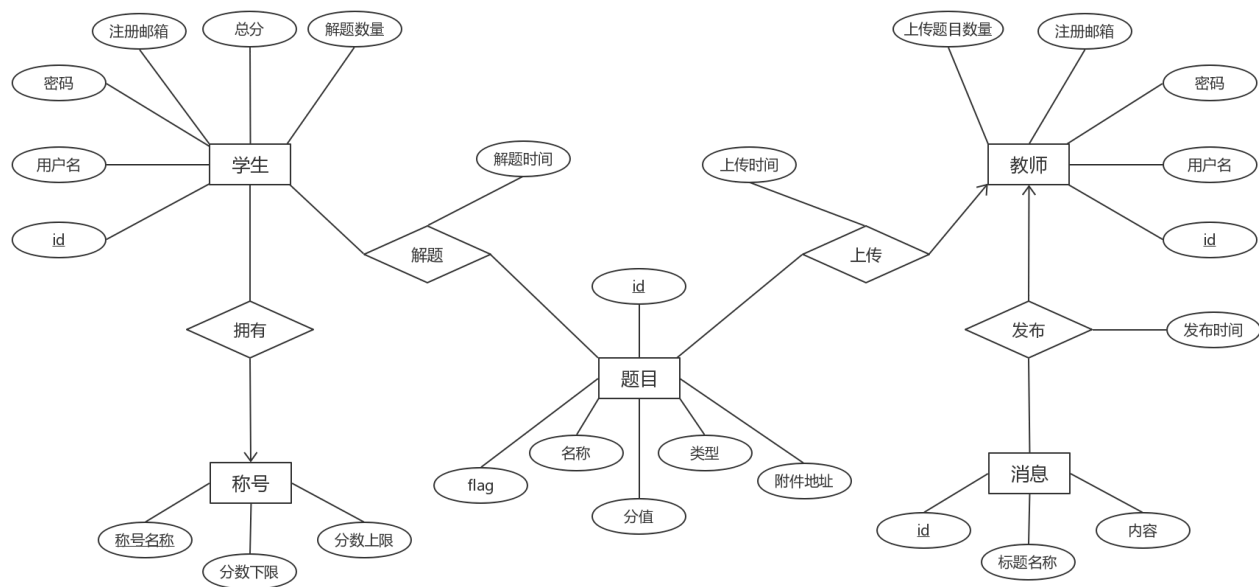 注册邮箱
总分
解题数量
上传题目数量
注册邮箱
密码
密码
用户名
学生
解题时间
上传时间
教师
用户名
id
解题
上传
id
id
拥有
发布
发布时间
题目
名称
类型
flag
附件地址
称号
消息
分值
称号名称
分数上限
分数下限
id
内容
标题名称